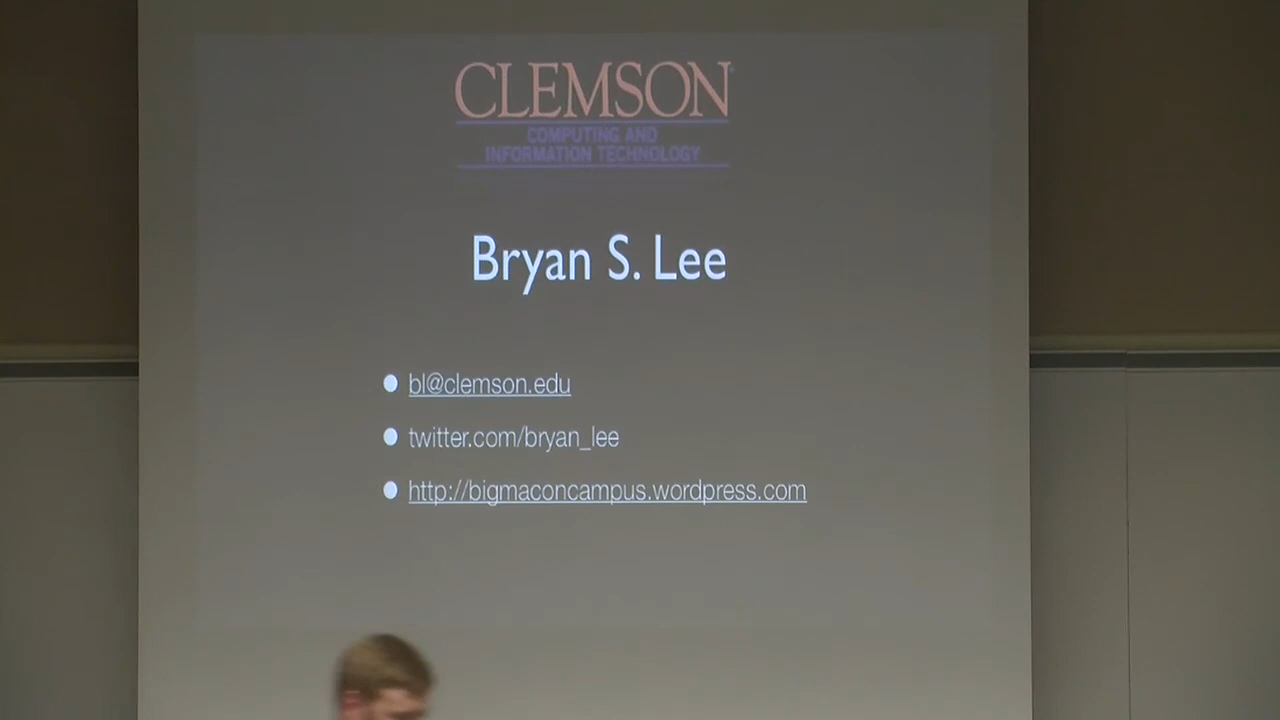 CLEMSON
COMPUTING AND
INFORMATION TECHNOLOGY
Bryan S. Lee
bl@clemson.edu
twitter.com/bryan_lee
http://bigmaconcampus.wordpress.com